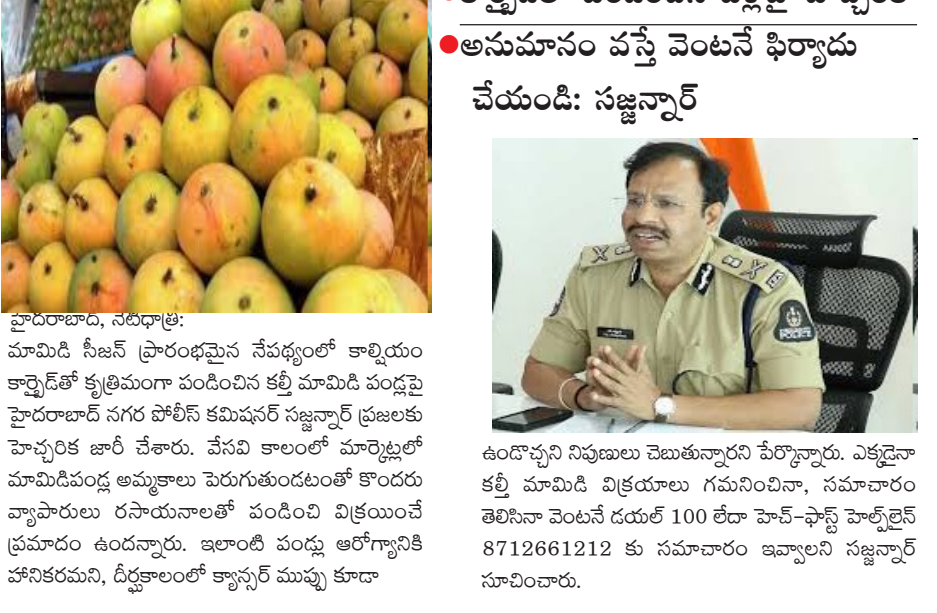 ●అనుమానం వస్తే వెంటనే ఫిర్యాదు
చేయండి: సజ్జన్నార్
హైదరాబాద్, నేటిధాత్రి:
మామిడి సీజన్ ప్రారంభమైన నేపథ్యంలో కాల్షియం
కార్బైడ్‌తో కృత్రిమంగా పండించిన కల్తీ మామిడి పండ్లపై
హైదరాబాద్ నగర పోలీస్ కమిషనర్ సజ్జన్నార్ ప్రజలకు
హెచ్చరిక జారీ చేశారు. వేసవి కాలంలో మార్కెట్లలో
మామిడిపండ్ల అమ్మకాలు పెరుగుతుండటంతో కొందరు
వ్యాపారులు రసాయనాలతో పండించి విక్రయించే
ప్రమాదం ఉందన్నారు. ఇలాంటి పండ్లు ఆరోగ్యానికి
హానికరమని, దీర్ఘకాలంలో క్యాన్సర్ ముప్పు కూడా
ఉండొచ్చని నిపుణులు చెబుతున్నారని పేర్కొన్నారు. ఎక్కడైనా
కల్తీ మామిడి విక్రయాలు గమనించినా, సమాచారం
తెలిసినా వెంటనే డయల్ 100 లేదా హెచ్-ఫాస్ట్ హెల్ప్‌లైన్
8712661212 కు సమాచారం ఇవ్వాలని సజ్జన్నార్
సూచించారు.